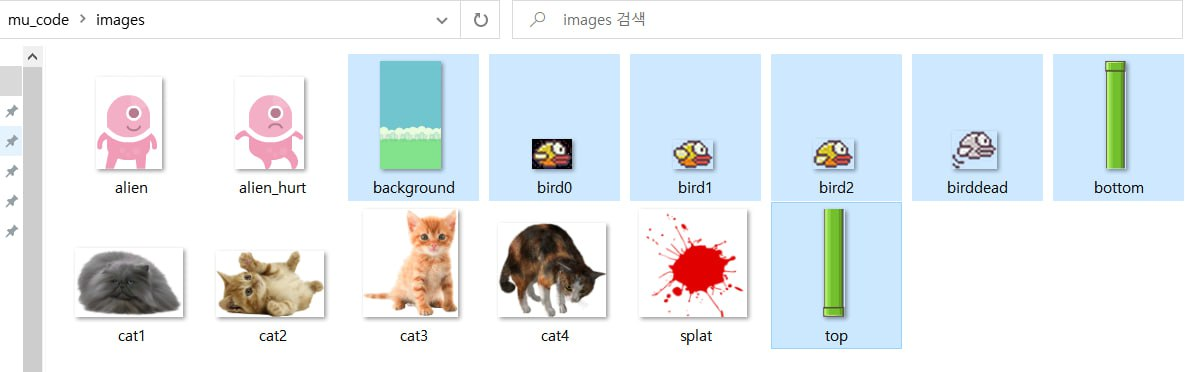 mu_code > images
images 검색
alien alien_hurt background bird0 bird1 bird2 birddead bottom
cat1 cat2 cat3 cat4 splat top